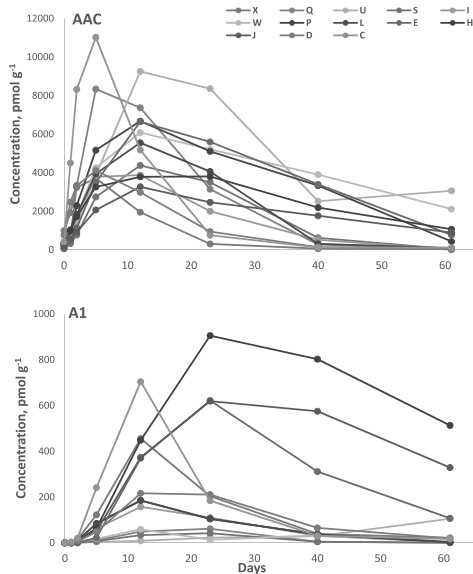 AAC
X Q U S I
W P L E H
J D C
12000
10000
8000
6000
4000
2000
0
Concentration, pmol g-1
0 10 20 30 40 50 60
A1
1000
800
600
400
200
0
Concentration, pmol g-1
0 10 20 30 40 50 60
Days